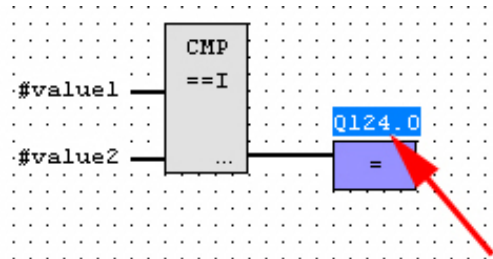 CMP
==I
#value1
Q124.0
#value2
...
=